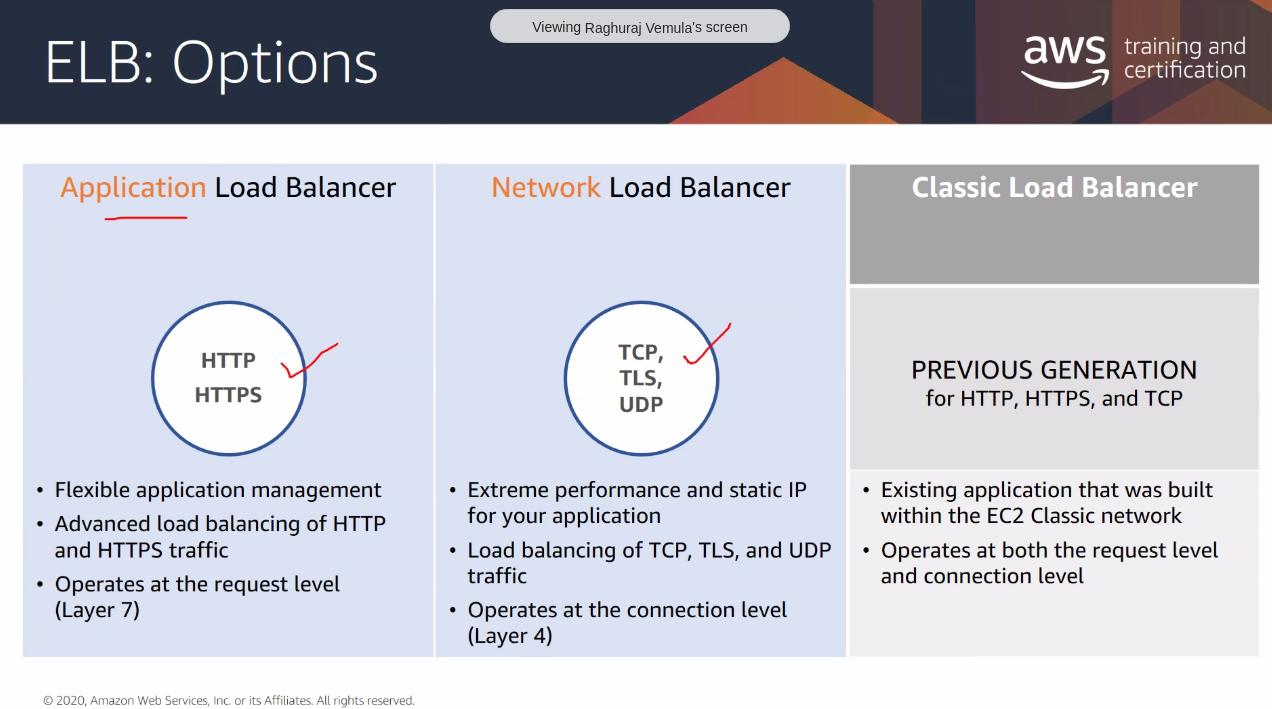 Viewing Raghuraj Vemula's screen
ELB: Options
aws training and
certification
Application Load Balancer
HTTP
HTTPS
• Flexible application management
• Advanced load balancing of HTTP
and HTTPS traffic
• Operates at the request level
(Layer 7)
Network Load Balancer
TCP,
TLS,
UDP
• Extreme performance and static IP
for your application
• Load balancing of TCP, TLS, and UDP
traffic
• Operates at the connection level
(Layer 4)
Classic Load Balancer
PREVIOUS GENERATION
for HTTP, HTTPS, and TCP
• Existing application that was built
within the EC2 Classic network
• Operates at both the request level
and connection level
© 2020, Amazon Web Services, Inc. or its Affiliates. All rights reserved.